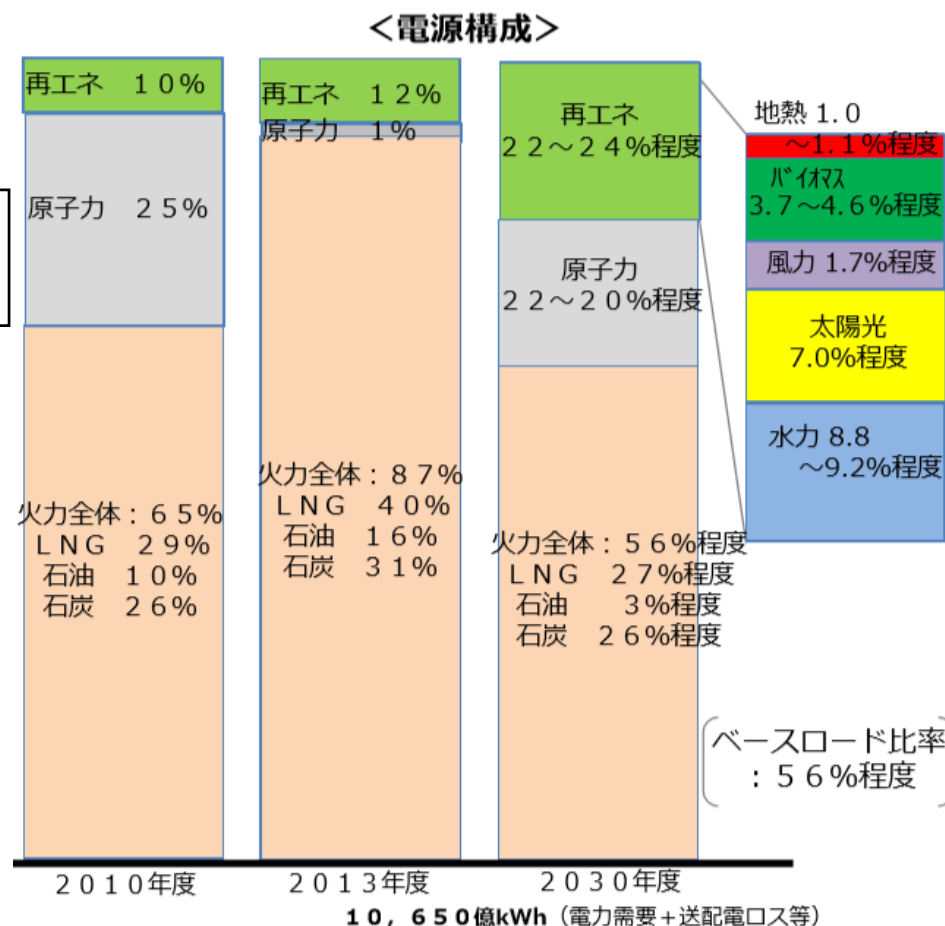 ＜電源構成＞
再エネ　１０%
原子力　２５%
火力全体：６５%
ＬＮＧ　２９%
石油　１０%
石炭　２６%
２０１０年度
再エネ　１２%
原子力　１%
火力全体：８７%
ＬＮＧ　４０%
石油　１６%
石炭　３１%
２０１３年度
再エネ
２２～２４%程度
原子力
２２～２０%程度
火力全体：５６%程度
ＬＮＧ　２７%程度
石油　　３%程度
石炭　２６%程度
２０３０年度
地熱 1.0
～1.1%程度
ﾊﾞｲｵﾏｽ
3.7～4.6%程度
風力 1.7%程度
太陽光
7.0%程度
水力 8.8
～9.2%程度
ベースロード比率
：５６%程度
１０，６５０億kWh（電力需要＋送配電ロス等）